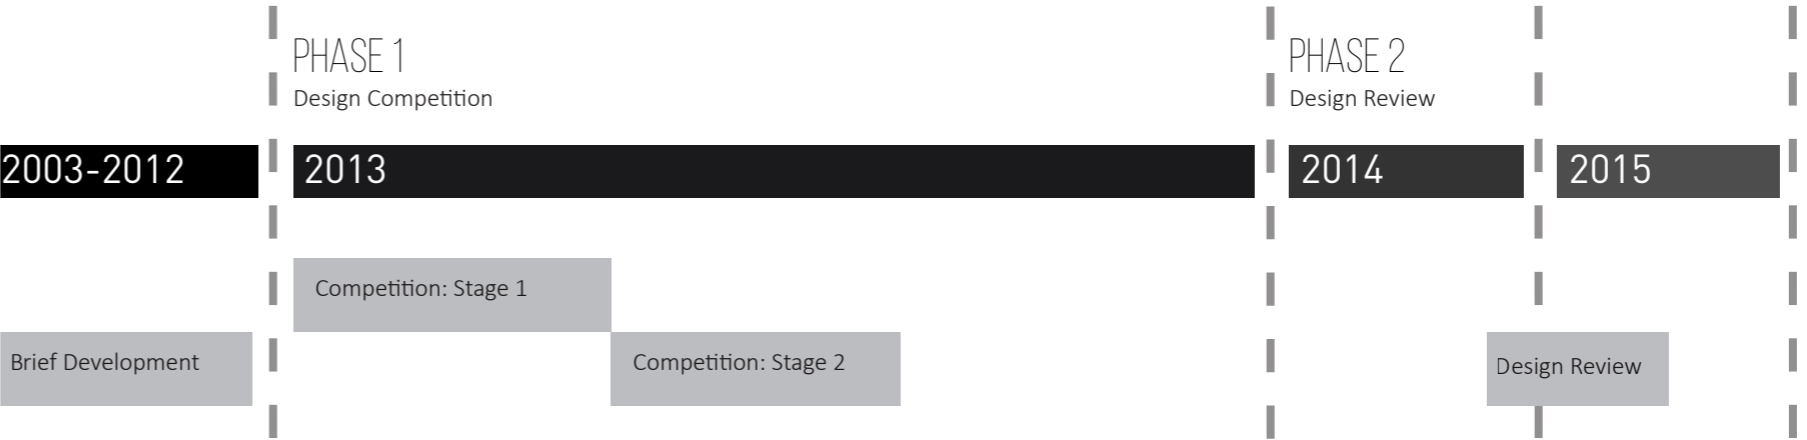 PHASE 1
Design Competition
PHASE 2
Design Review
2003-2012
2013
2014
2015
Competition: Stage 1
Brief Development
Competition: Stage 2
Design Review